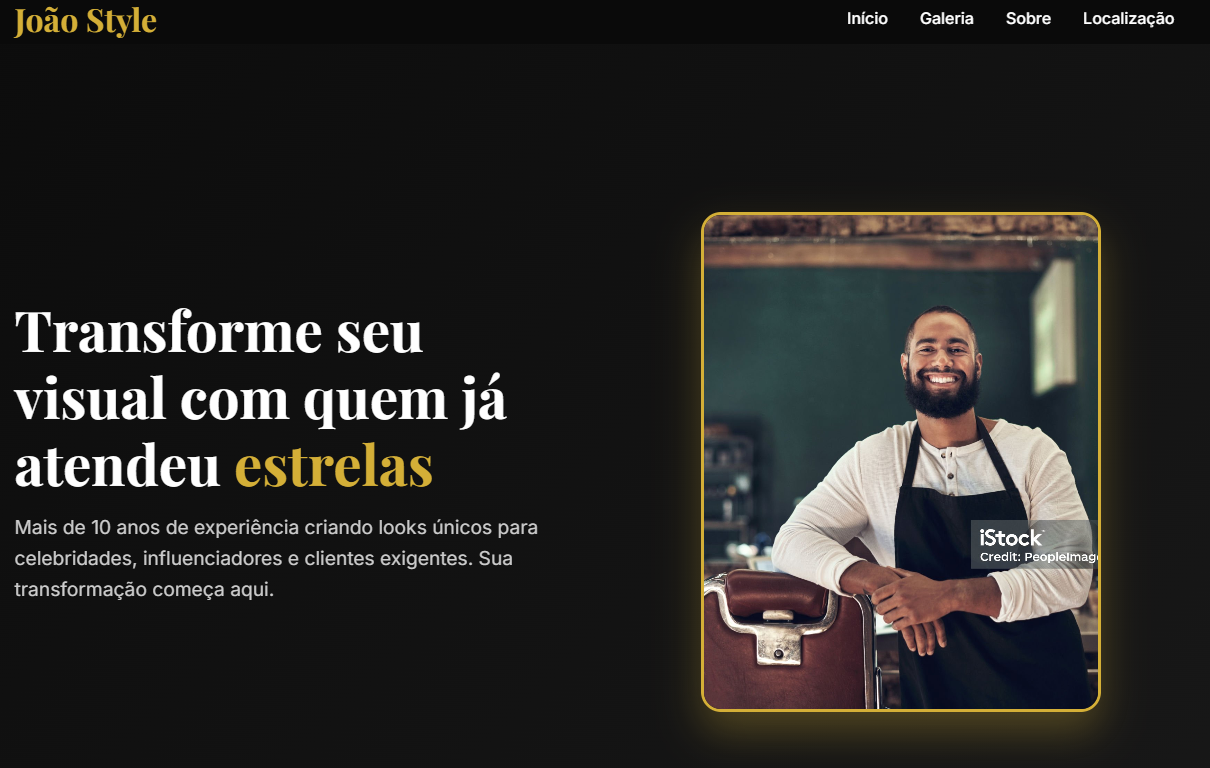 João Style
Início Galeria Sobre Localização
Transforme seu
visual com quem já
atendeu estrelas
Mais de 10 anos de experiência criando looks únicos para
celebridades, influenciadores e clientes exigentes. Sua
transformação começa aqui.
iStock
Credit: PeopleImag